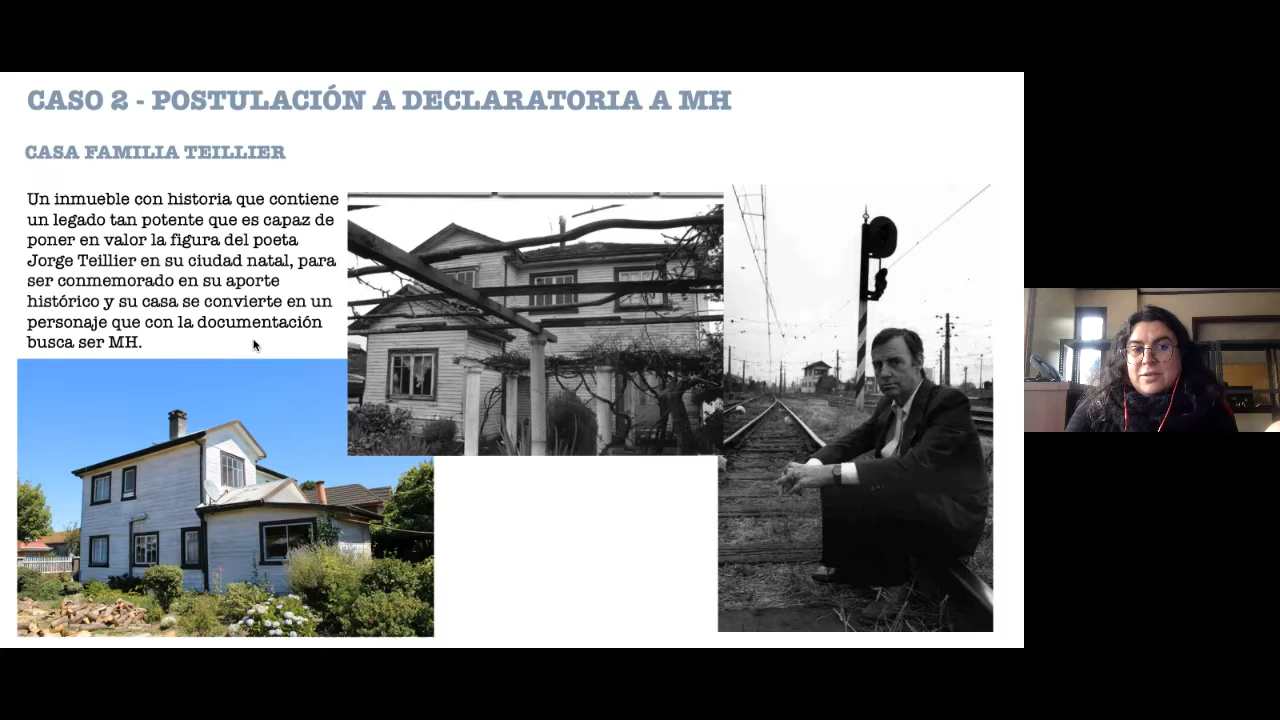 CASO 2 - POSTULACIÓN A DECLARATORIA A MH
CASA FAMILIA TEILLIER
Un inmueble con historia que contiene
un legado tan potente que es capaz de
poner en valor la figura del poeta
Jorge Teillier en su ciudad natal, para
ser conmemorado en su aporte
histórico y su casa se convierte en un
personaje que con la documentación
busca ser MH.